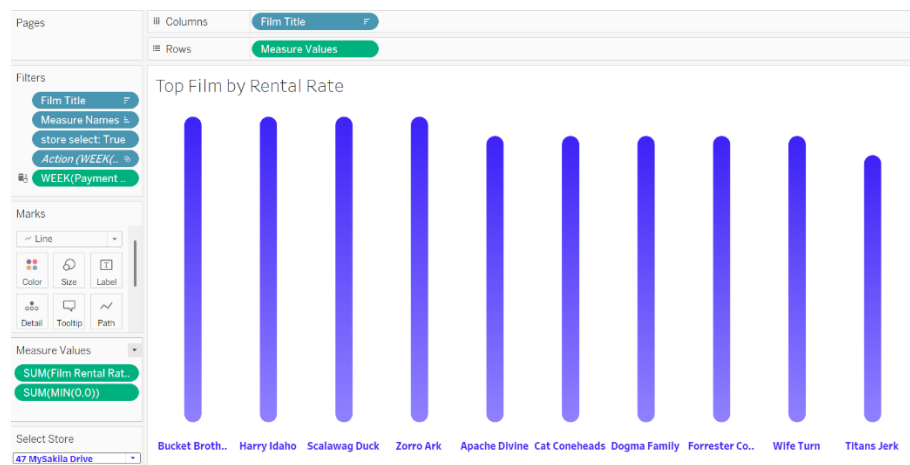 Pages
Columns
Film Title
Rows
Measure Values
Filters
Film Title
Measure Names
store select: True
Action (WEEK(..
WEEK(Payment ..
Marks
Line
Color Size Label
Detail Tooltip Path
Measure Values
SUM(Film Rental Rat..
SUM(MIN(0.0))
Select Store
47 MySakila Drive
Top Film by Rental Rate
Bucket Broth.. Harry Idaho Scalawag Duck Zorro Ark Apache Divine Cat Coneheads Dogma Family Forrester Co.. Wife Turn Titans Jerk